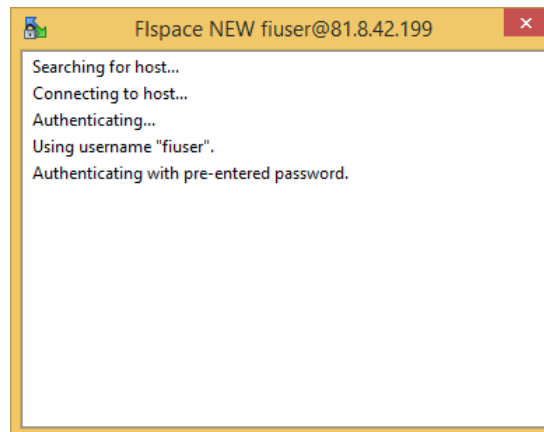 FIspace NEW fiuser@81.8.42.199
Searching for host...
Connecting to host...
Authenticating...
Using username "fiuser".
Authenticating with pre-entered password.